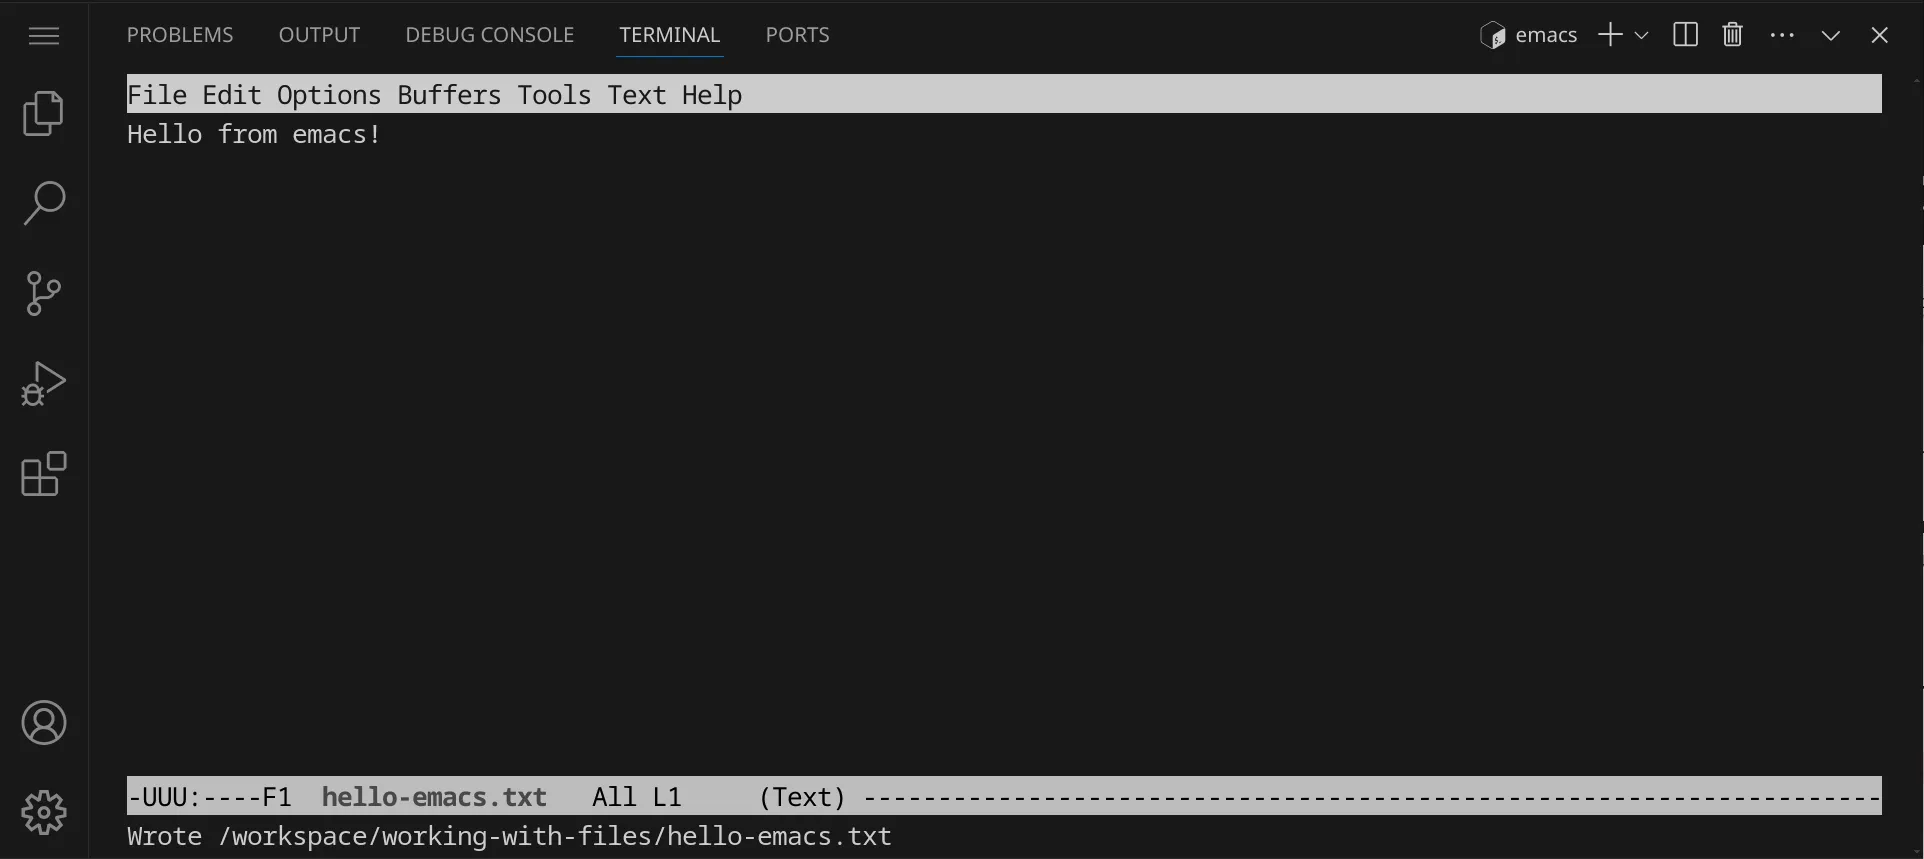 PROBLEMS OUTPUT DEBUG CONSOLE TERMINAL PORTS emacs
File Edit Options Buffers Tools Text Help
Hello from emacs!
-UUU:----F1  hello-emacs.txt   All L1     (Text) --------------------------------------------------------------------
Wrote /workspace/working-with-files/hello-emacs.txt